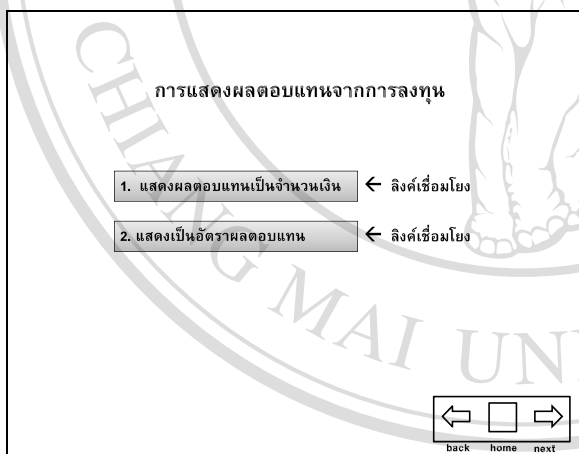 การแสดงผลตอบแทนจากการลงทุน
1. แสดงผลตอบแทนเป็นจำนวนเงิน ← ลิงค์เชื่อมโยง
2. แสดงเป็นอัตราผลตอบแทน ← ลิงค์เชื่อมโยง
CHIANG MAI UNI
back home next